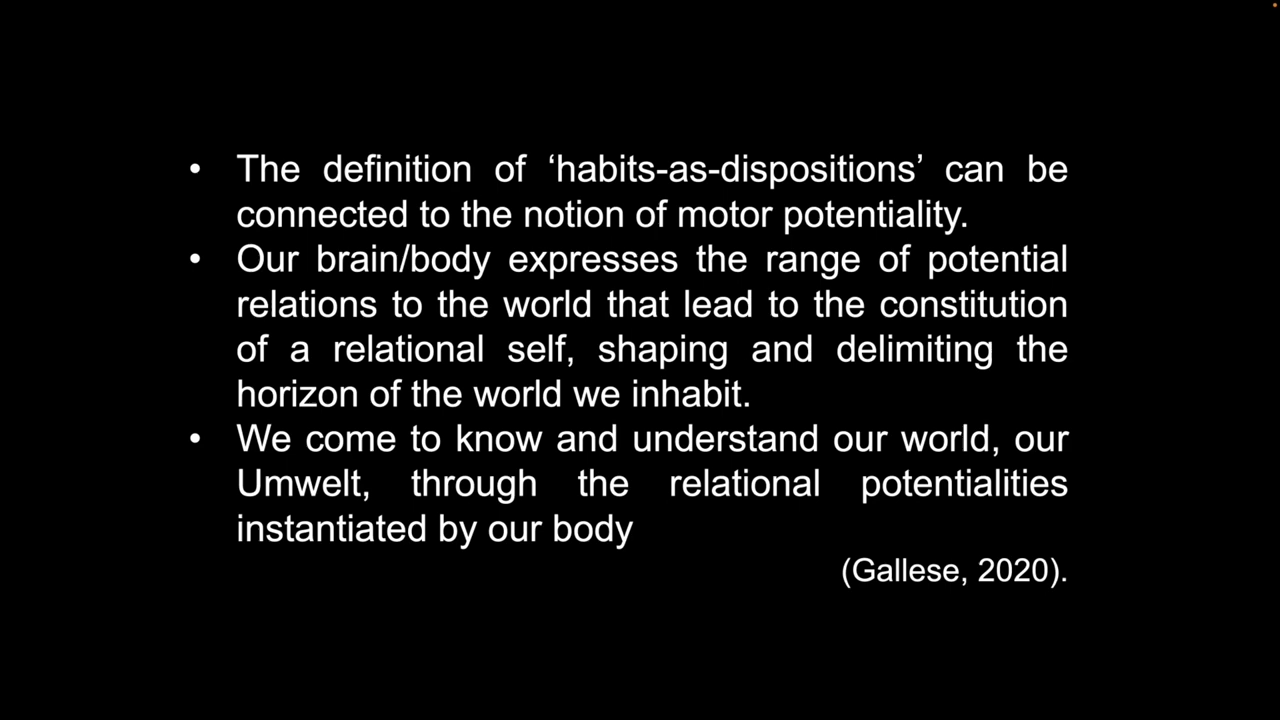 • The definition of ‘habits-as-dispositions’ can be
connected to the notion of motor potentiality.
• Our brain/body expresses the range of potential
relations to the world that lead to the constitution
of a relational self, shaping and delimiting the
horizon of the world we inhabit.
• We come to know and understand our world, our
Umwelt, through the relational potentialities
instantiated by our body
(Gallese, 2020).